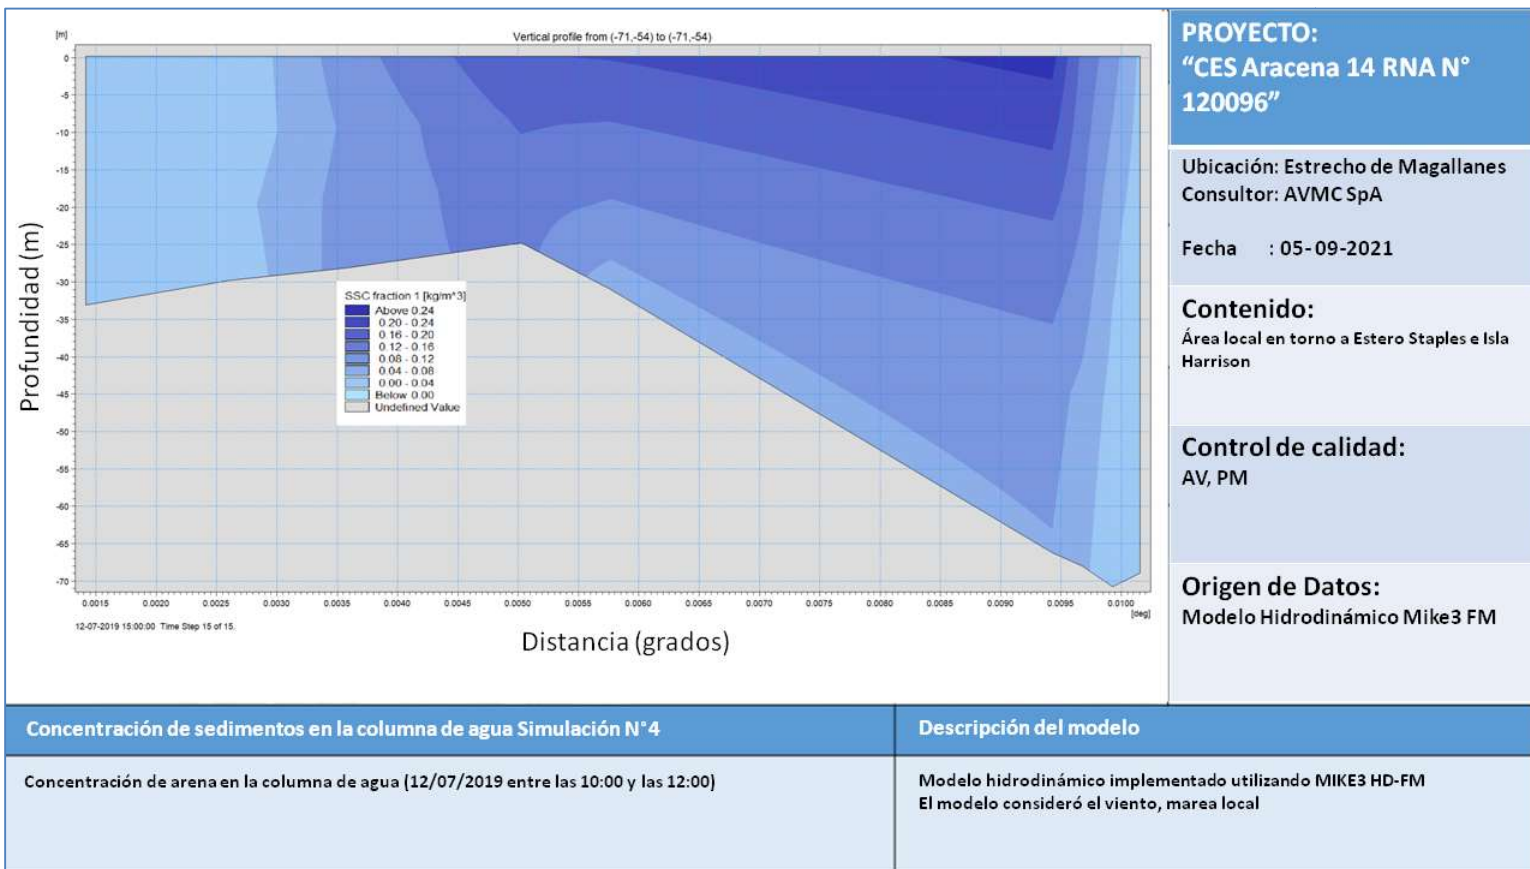 [m]
Vertical profile from (-71,-54) to (-71,-54)
0
-5
-10
-15
-20
-25
-30
-35
-40
-45
-50
-55
-60
-65
-70
Profundidad (m)
SSC fraction 1 [kg/m^3]
Above 0.24
0.20 - 0.24
0.16 - 0.20
0.12 - 0.16
0.08 - 0.12
0.04 - 0.08
0.00 - 0.04
Below 0.00
Undefined Value
0.0015 0.0020 0.0025 0.0030 0.0035 0.0040 0.0045 0.0050 0.0055 0.0060 0.0065 0.0070 0.0075 0.0080 0.0085 0.0090 0.0095 0.0100
[deg]
12-07-2019 15:00:00 Time Step 15 of 15.
Distancia (grados)
PROYECTO:
“CES Aracena 14 RNA N°
120096”
Ubicación: Estrecho de Magallanes
Consultor: AVMC SpA
Fecha : 05-09-2021
Contenido:
Área local en torno a Estero Staples e Isla
Harrison
Control de calidad:
AV, PM
Origen de Datos:
Modelo Hidrodinámico Mike3 FM
Concentración de sedimentos en la columna de agua Simulación N°4
Concentración de arena en la columna de agua (12/07/2019 entre las 10:00 y las 12:00)
Descripción del modelo
Modelo hidrodinámico implementado utilizando MIKE3 HD-FM
El modelo consideró el viento, marea local